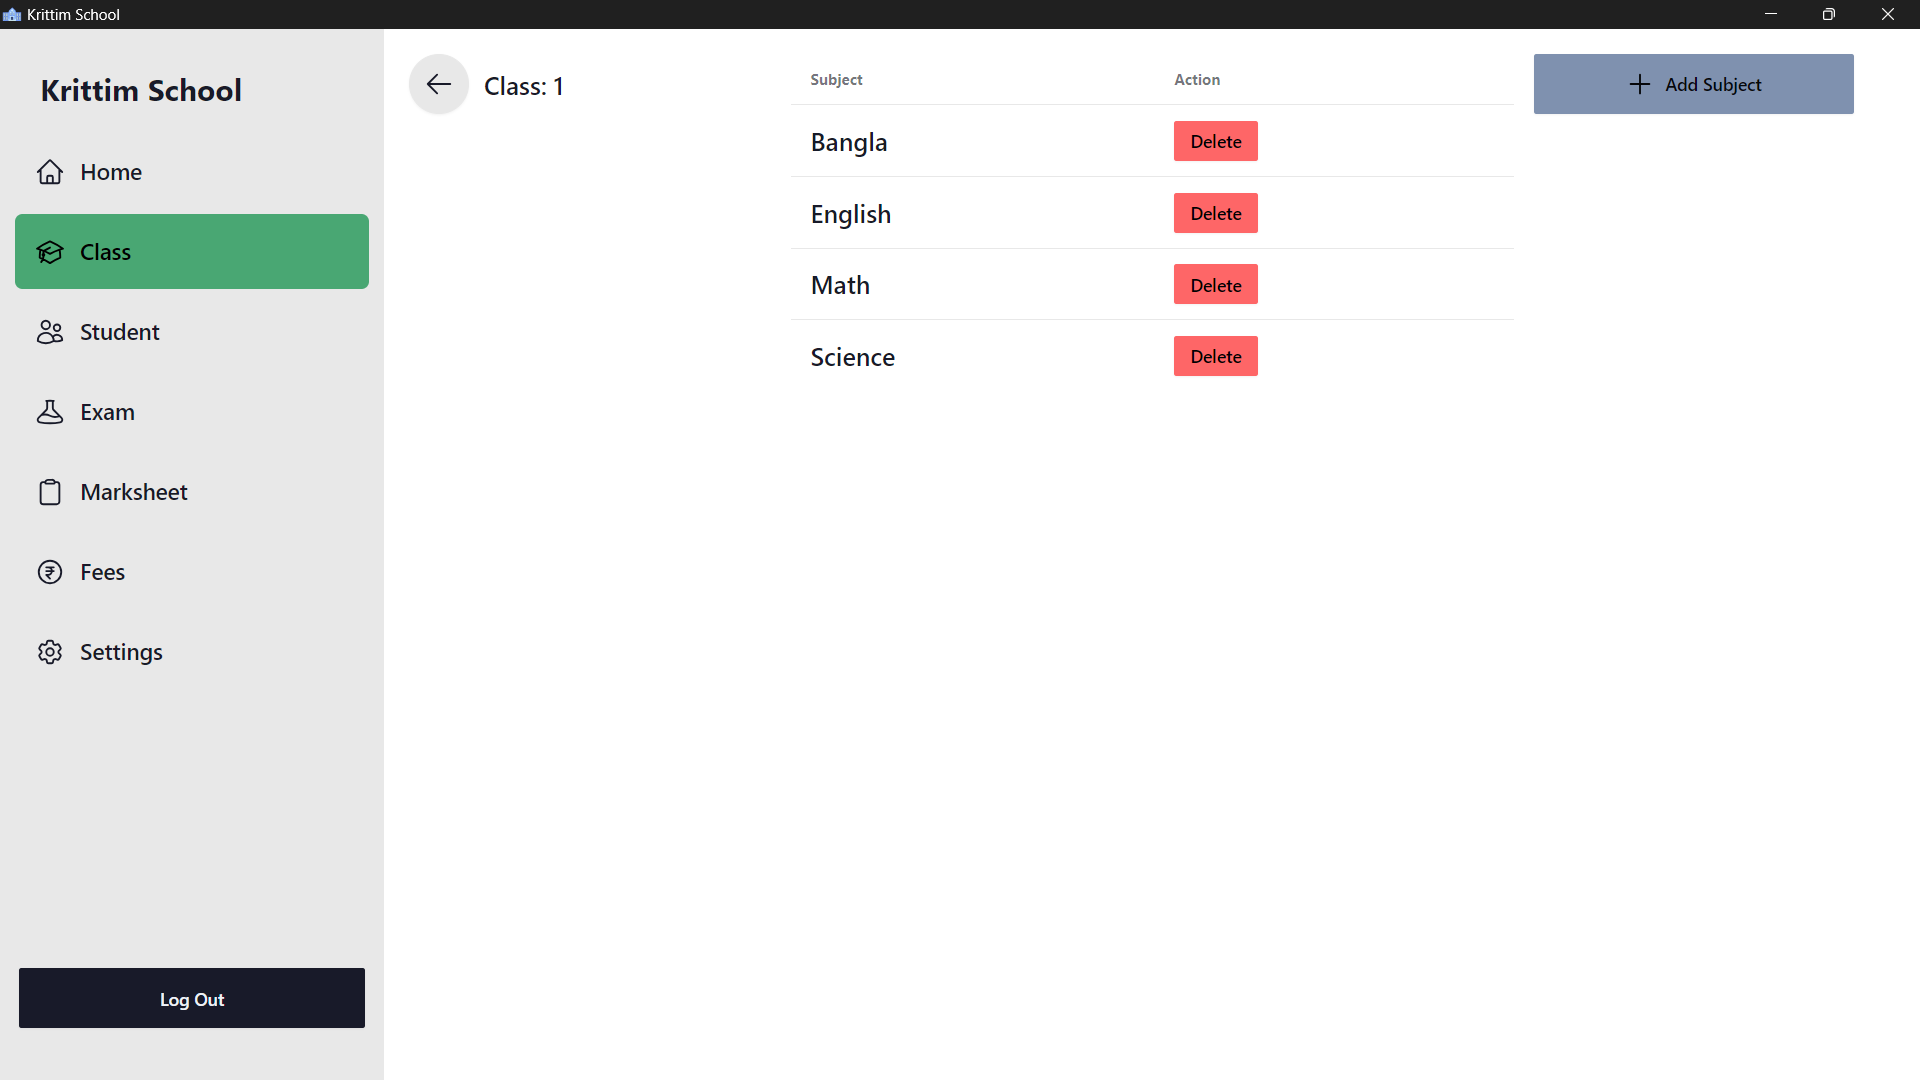 Krittim School
Krittim School
Home
Class
Student
Exam
Marksheet
Fees
Settings
Log Out
Class: 1
Subject Action
Bangla Delete
English Delete
Math Delete
Science Delete
Add Subject